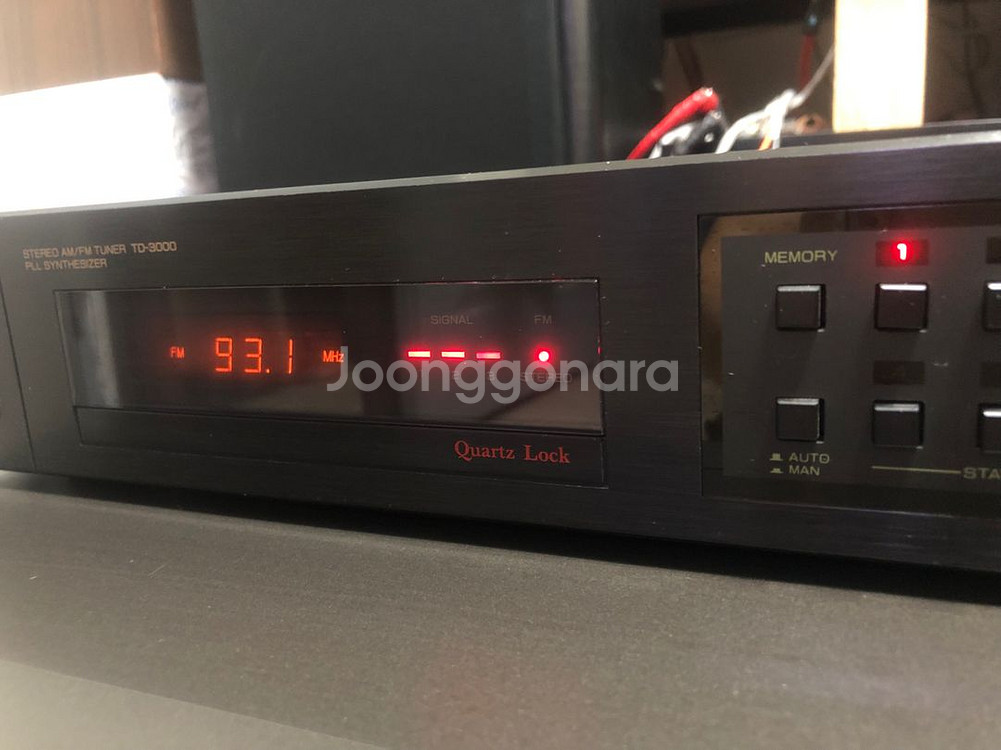 STEREO AM/FM TUNER TD-3000
PLL SYNTHESIZER
SIGNAL FM
FM 93.1 MHz
Joonggonara
STEREO
Quartz Lock
MEMORY 1
AUTO
MAN